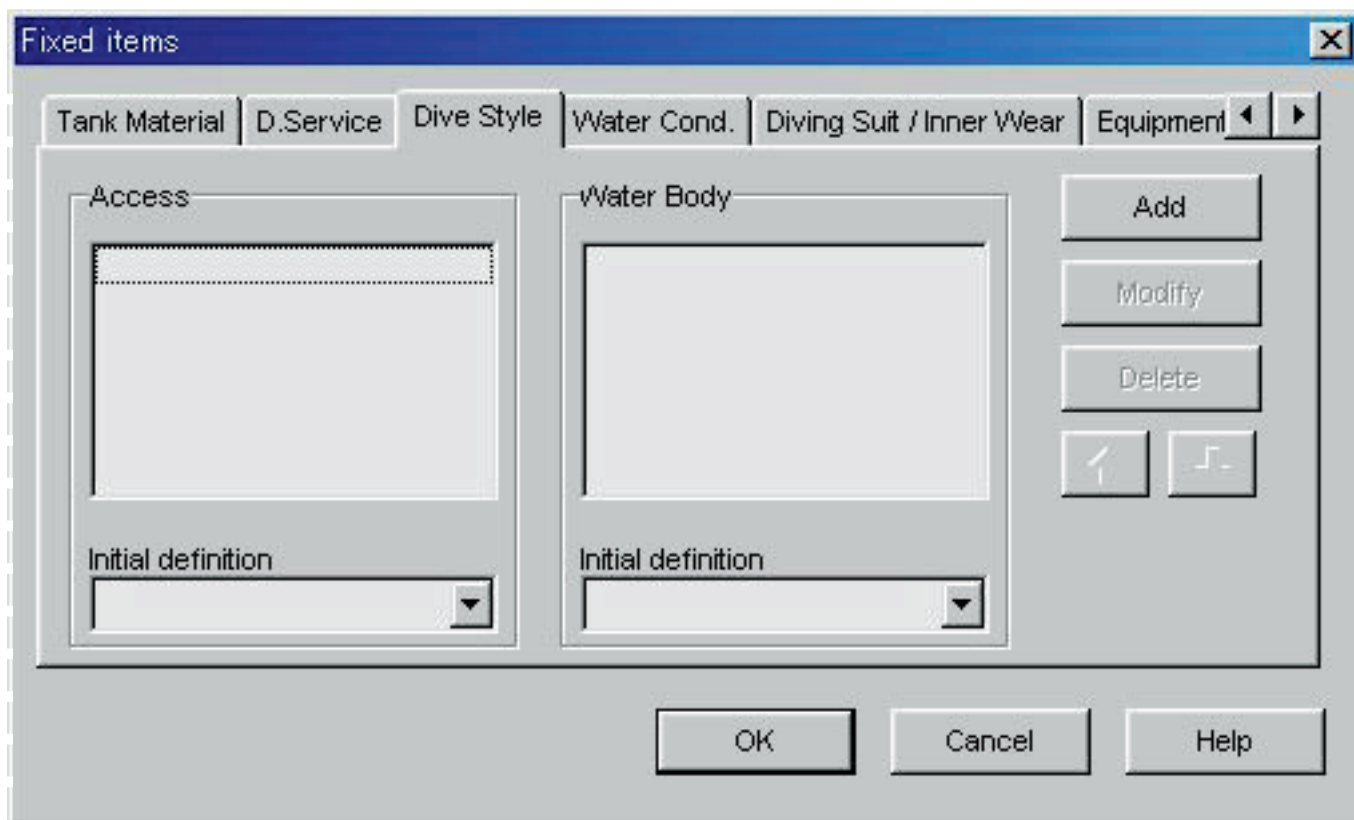 Fixed items
Tank Material D.Service Dive Style Water Cond. Diving Suit / Inner Wear Equipment
Access Water Body Add
Modify
Delete
Initial definition Initial definition
OK Cancel Help